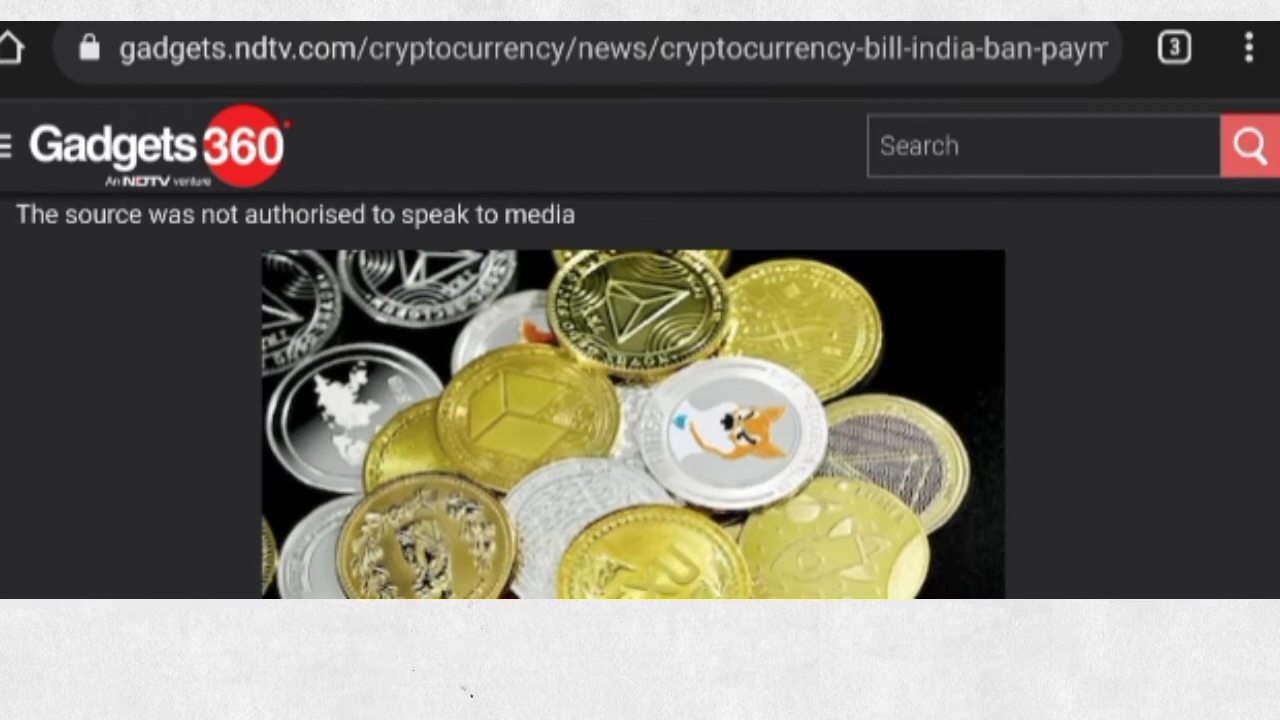 gadgets.ndtv.com/cryptocurrency/news/cryptocurrency-bill-india-ban-paym
3
Gadgets 360
An NDTV venture
Search
The source was not authorised to speak to media